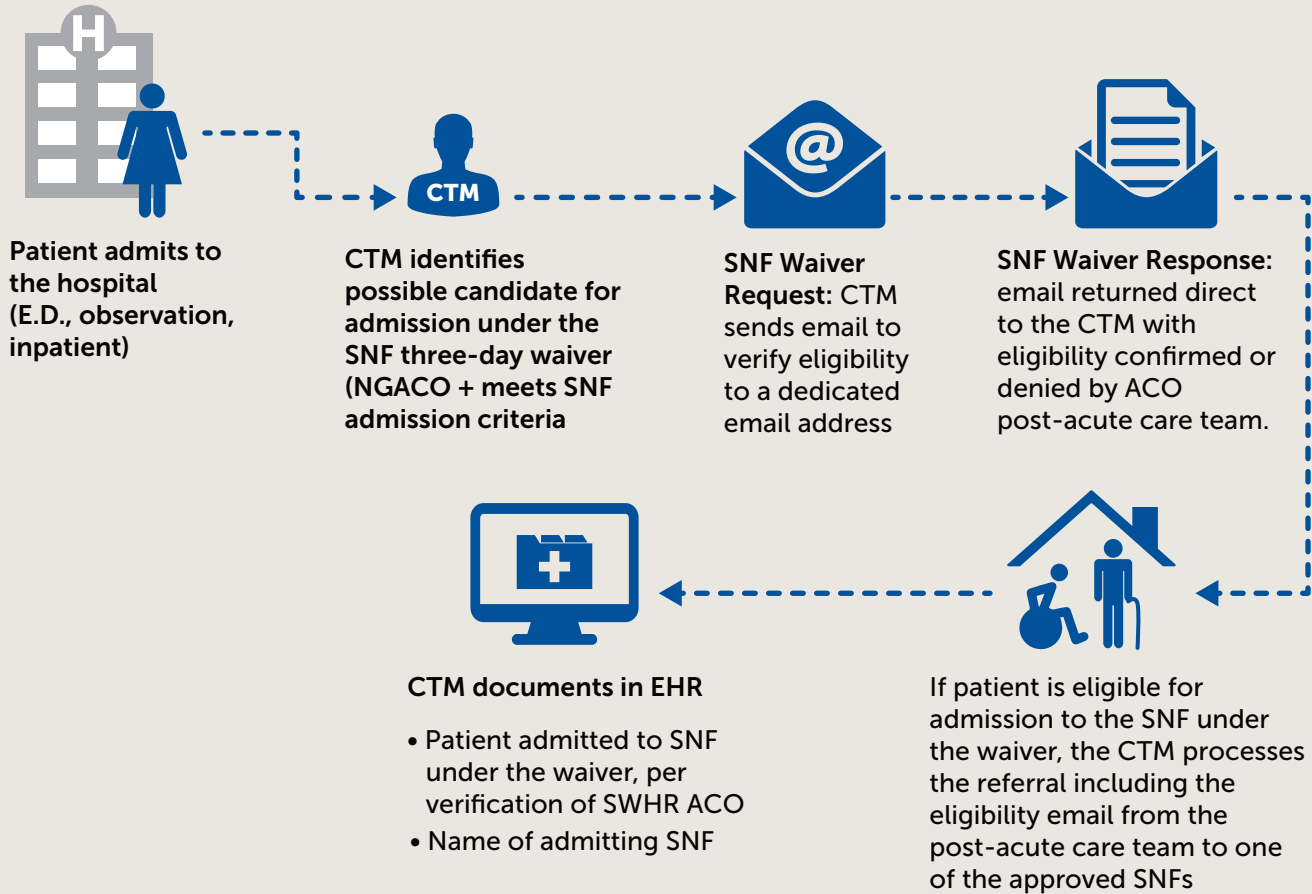 H
Patient admits to
the hospital
(E.D., observation,
inpatient)
CTM
CTM identifies
possible candidate for
admission under the
SNF three-day waiver
(NGACO + meets SNF
admission criteria
@
SNF Waiver
Request: CTM
sends email to
verify eligibility
to a dedicated
email address
SNF Waiver Response:
email returned direct
to the CTM with
eligibility confirmed or
denied by ACO
post-acute care team.
If patient is eligible for
admission to the SNF under
the waiver, the CTM processes
the referral including the
eligibility email from the
post-acute care team to one
of the approved SNFs
CTM documents in EHR
• Patient admitted to SNF
under the waiver, per
verification of SWHR ACO
• Name of admitting SNF